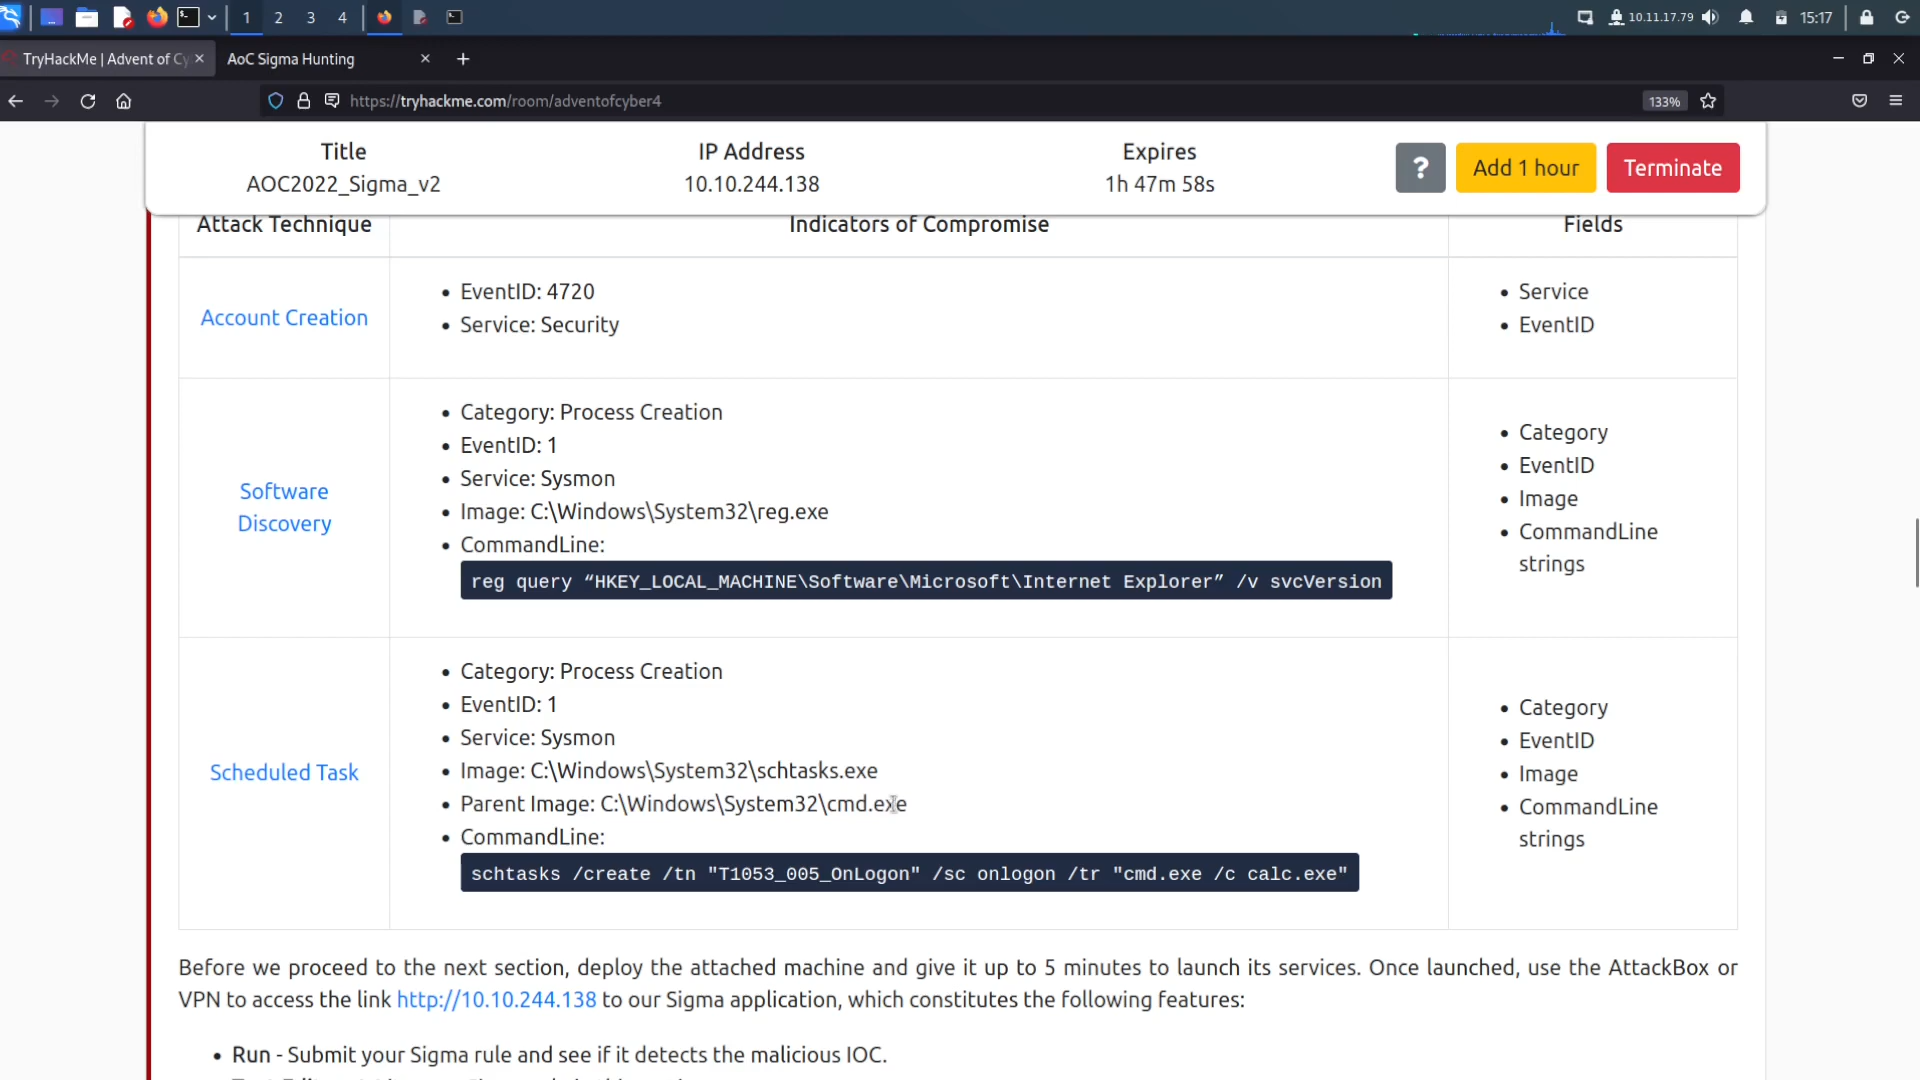 1 2 3 4
10.11.17.79 15:17
TryHackMe | Advent of Cy
AoC Sigma Hunting
https://tryhackme.com/room/adventofcyber4
133%
Title
IP Address
Expires
AOC2022_Sigma_v2
10.10.244.138
1h 47m 58s
?
Add 1 hour
Terminate
Attack Technique
Indicators of Compromise
Fields
Account Creation
• EventID: 4720
• Service: Security
• Service
• EventID
Software
Discovery
• Category: Process Creation
• EventID: 1
• Service: Sysmon
• Image: C:\Windows\System32\reg.exe
• CommandLine:
reg query “HKEY_LOCAL_MACHINE\Software\Microsoft\Internet Explorer” /v svcVersion
• Category
• EventID
• Image
• CommandLine
strings
Scheduled Task
• Category: Process Creation
• EventID: 1
• Service: Sysmon
• Image: C:\Windows\System32\schtasks.exe
• Parent Image: C:\Windows\System32\cmd.exe
• CommandLine:
schtasks /create /tn "T1053_005_OnLogon" /sc onlogon /tr "cmd.exe /c calc.exe"
• Category
• EventID
• Image
• CommandLine
strings
Before we proceed to the next section, deploy the attached machine and give it up to 5 minutes to launch its services. Once launched, use the AttackBox or
VPN to access the link http://10.10.244.138 to our Sigma application, which constitutes the following features:
• Run - Submit your Sigma rule and see if it detects the malicious IOC.